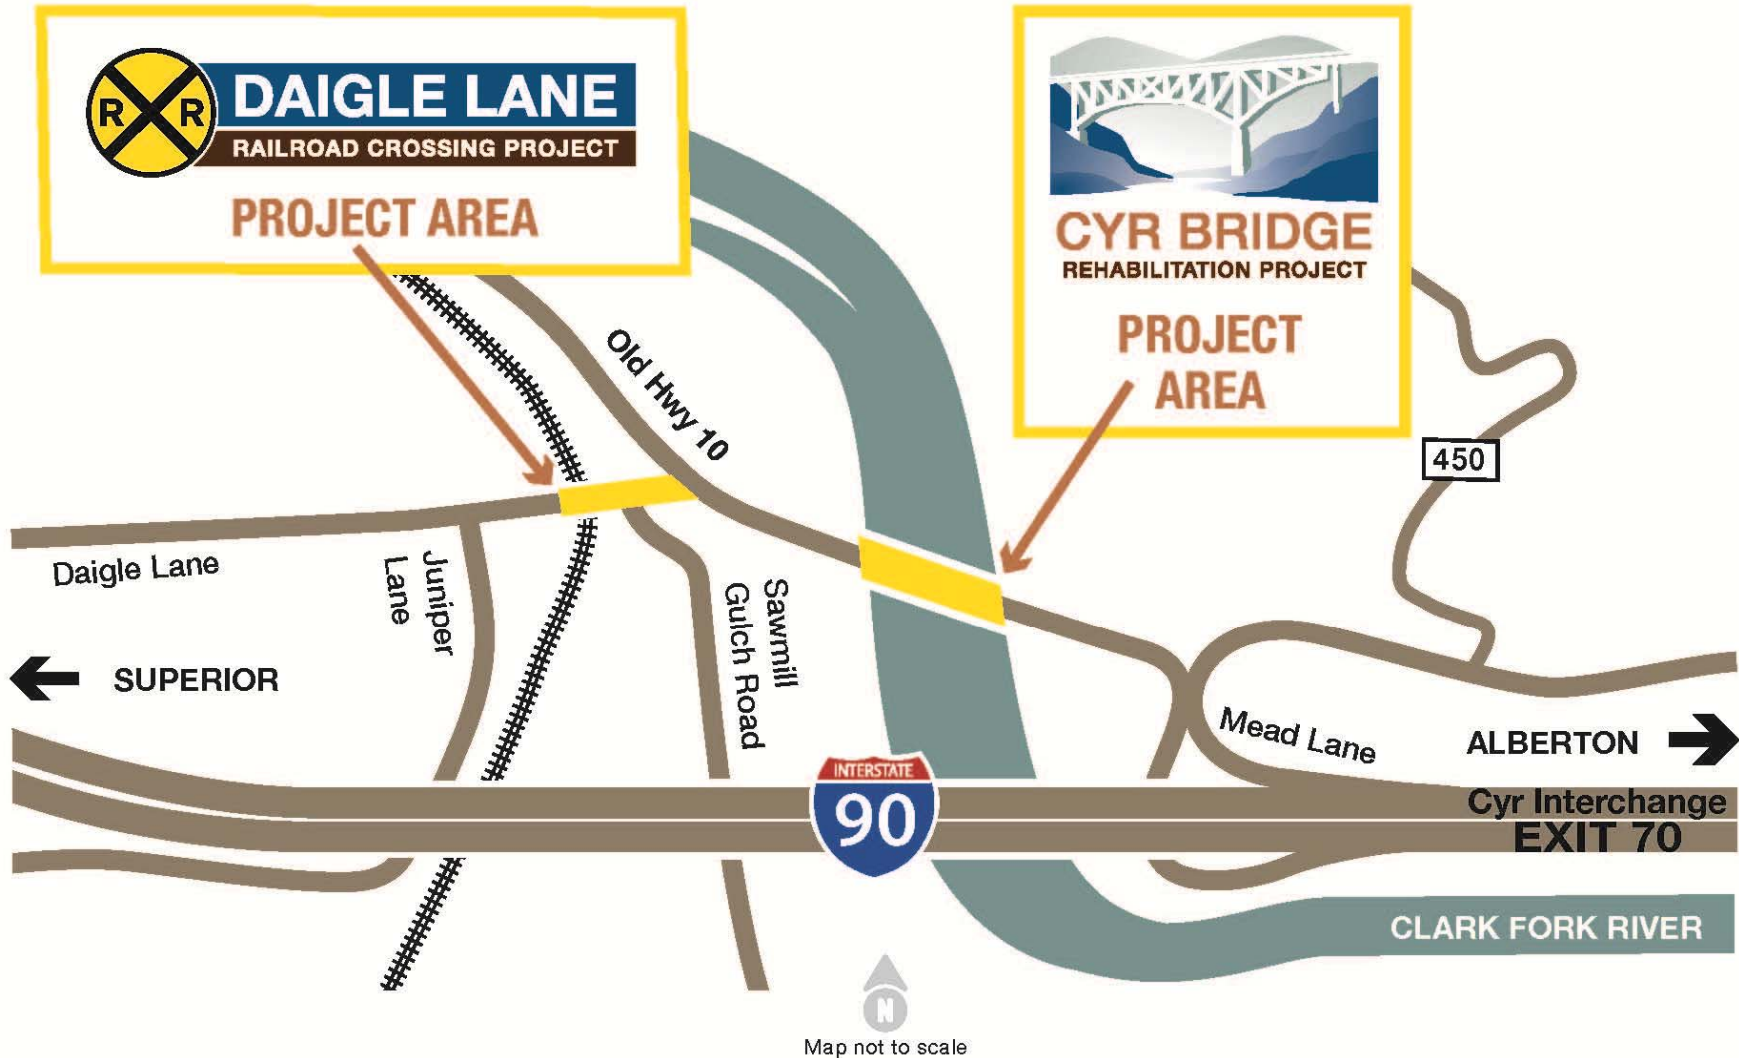 R R
DAIGLE LANE
RAILROAD CROSSING PROJECT
PROJECT AREA
CYR BRIDGE
REHABILITATION PROJECT
PROJECT
AREA
Old Hwy 10
450
Daigle Lane
Juniper
Lane
Sawmill
Gulch Road
SUPERIOR
Mead Lane
ALBERTON
INTERSTATE
90
Cyr Interchange
EXIT 70
CLARK FORK RIVER
N
Map not to scale